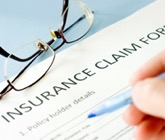 INSURANCE CLAIM FOR
1. Policy holder details